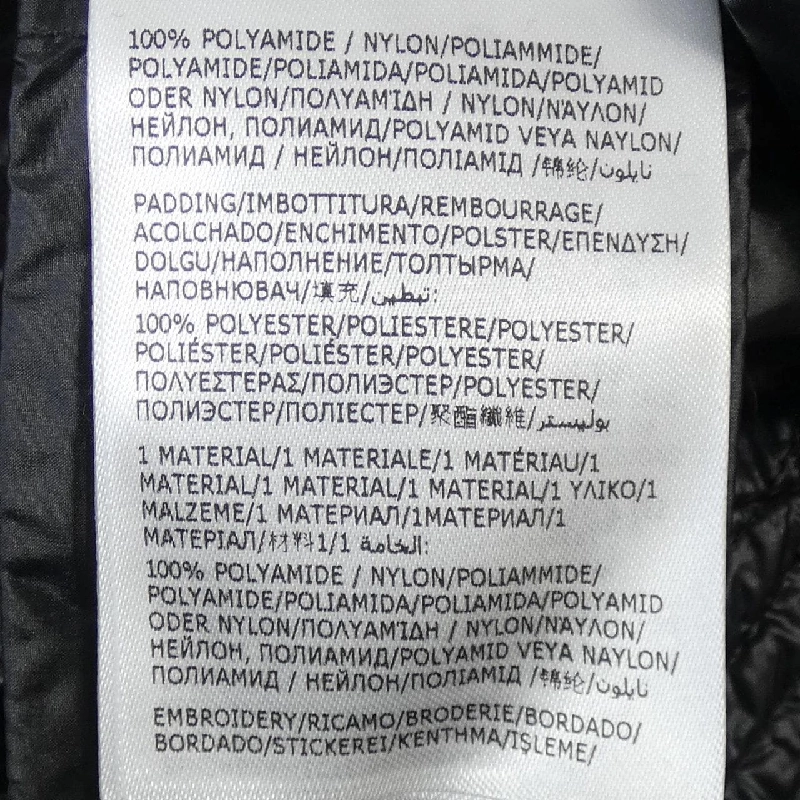 100% POLYAMIDE / NYLON/POLIAMMIDE/
POLYAMIDE/POLIAMIDA/POLIAMIDA/POLYAMID
ODER NYLON/ΠΟΛΥΑΜΊΔΗ / NYLON/ΝΆΥΛΟΝ/
НЕЙЛОН, ПОЛИАМИД/POLYAMID VEYA NAYLON/
ПОЛИАМИД / НЕЙЛОН/ПОЛІАМІД /锦纶/نايلون
PADDING/IMBOTTITURA/REMBOURRAGE/
ACOLCHADO/ENCHIMENTO/POLSTER/ΕΠΕΝΔΥΣΗ/
DOLGU/НАПОЛНЕНИЕ/ТОЛТЫРМА/
НАПОВНЮВАЧ/填充/تبطين:
100% POLYESTER/POLIESTERE/POLYESTER/
POLIÉSTER/POLIÉSTER/POLYESTER/
ΠΟΛΥΕΣΤΕΡΑΣ/ПОЛИЭСТЕР/POLYESTER/
ПОЛИЭСТЕР/ПОЛІЕСТЕР/聚酯纖維/بوليستر
1 MATERIAL/1 MATERIALE/1 MATÉRIAU/1
MATERIAL/1 MATERIAL/1 MATERIAL/1 ΥΛΙΚΟ/1
MALZEME/1 МАТЕРИАЛ/1МАТЕРИАЛ/1
МАТЕРІАЛ/材料1/1 الخامة:
100% POLYAMIDE / NYLON/POLIAMMIDE/
POLYAMIDE/POLIAMIDA/POLIAMIDA/POLYAMID
ODER NYLON/ΠΟΛΥΑΜΊΔΗ / NYLON/ΝΆΥΛΟΝ/
НЕЙЛОН, ПОЛИАМИД/POLYAMID VEYA NAYLON/
ПОЛИАМИД / НЕЙЛОН/ПОЛІАМІД /锦纶/نايلون
EMBROIDERY/RICAMO/BRODERIE/BORDADO/
BORDADO/STICKEREI/ΚΈΝΤΗΜΑ/IŞLEME/